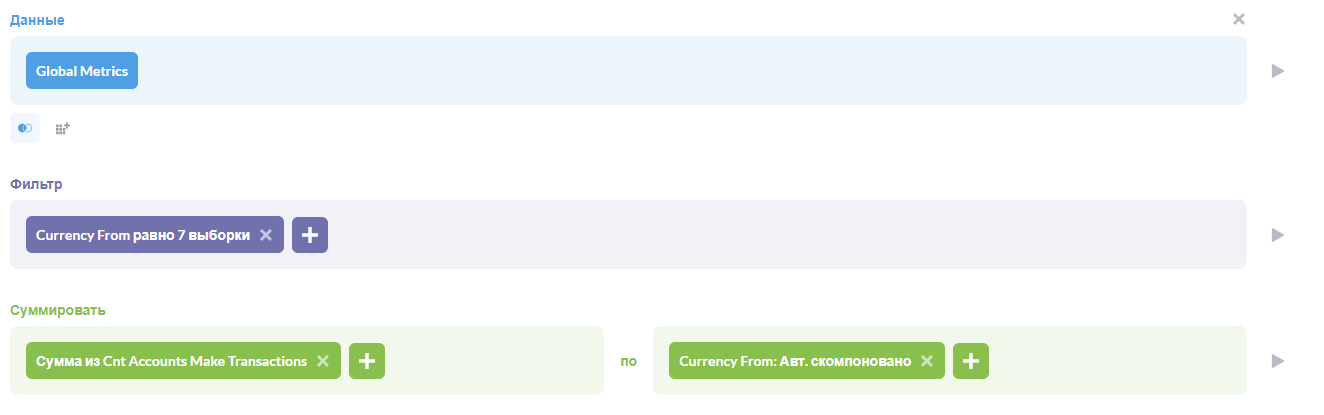 Данные
Global Metrics
Фильтр
Currency From равно 7 выборки
Суммировать
Сумма из Cnt Accounts Make Transactions
по
Currency From: Авт. скомпоновано